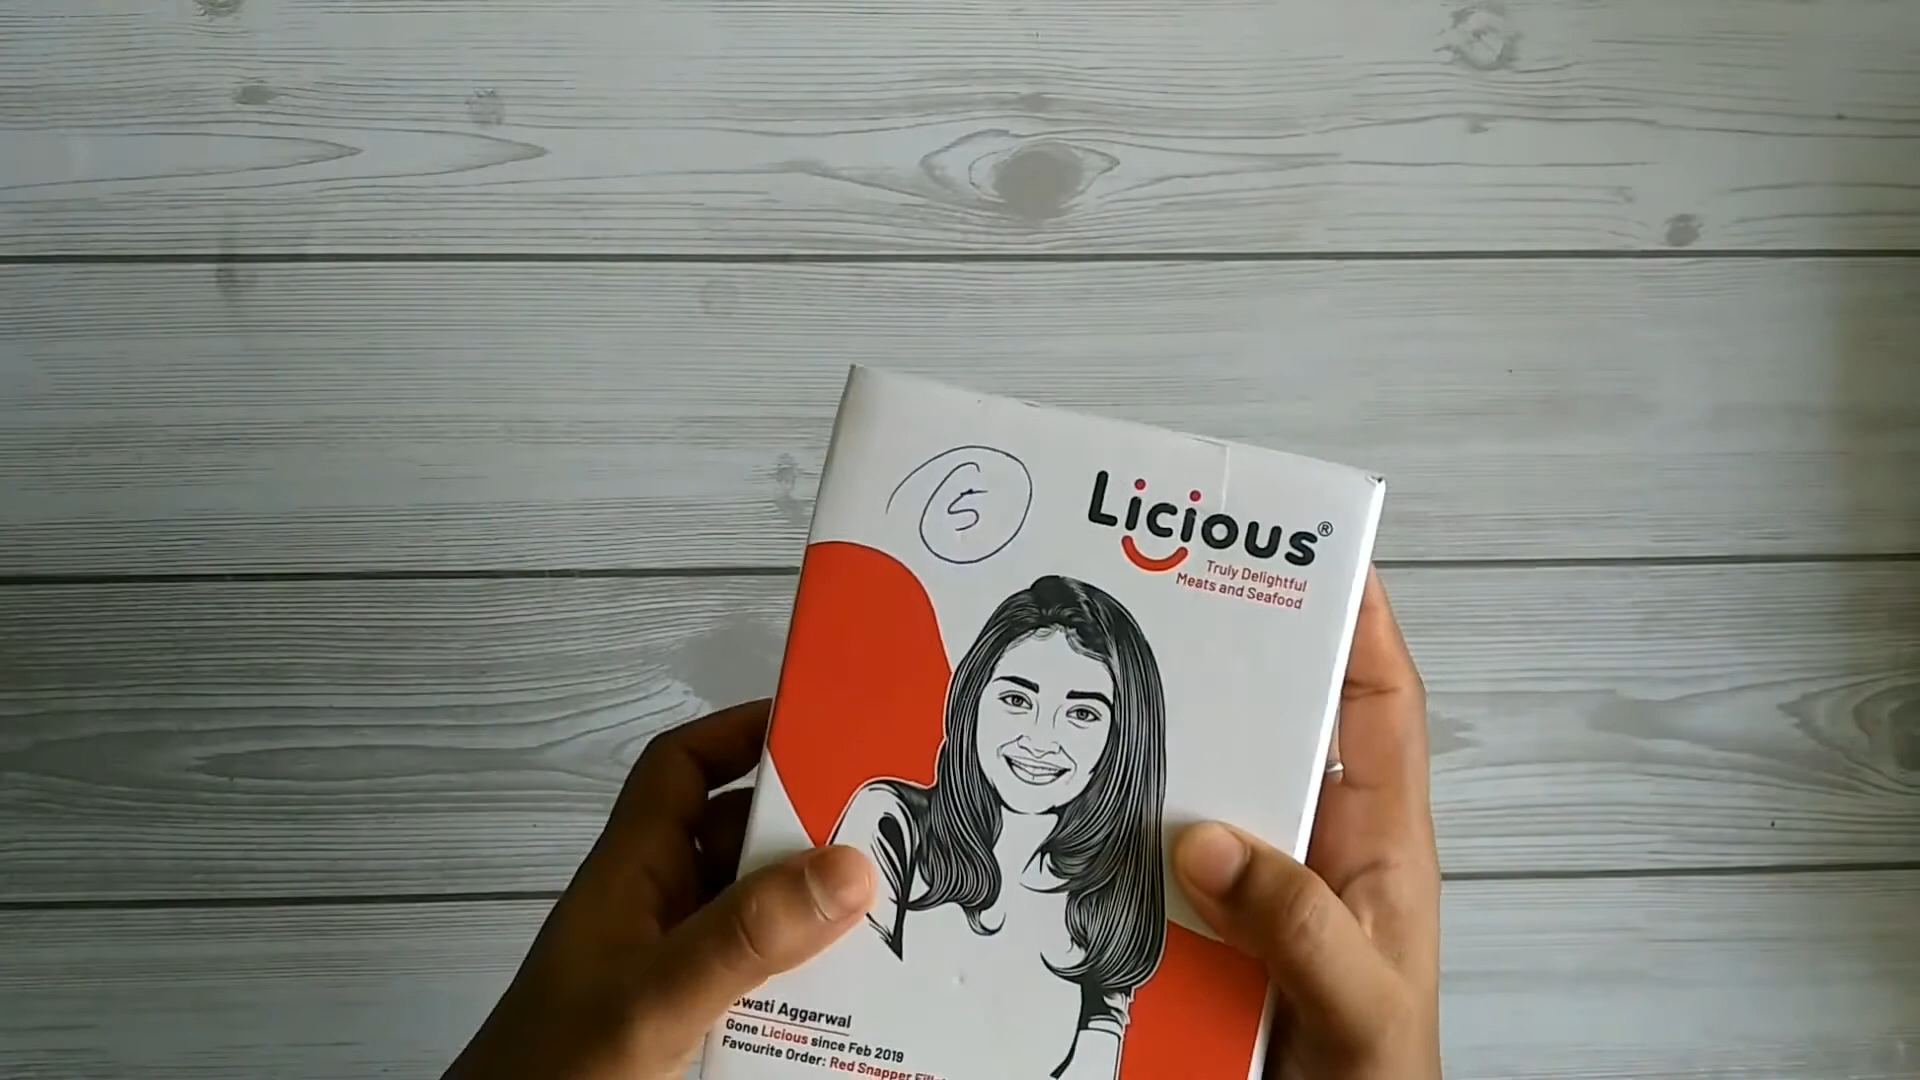 5
Licious®
Truly Delightful
Meats and Seafood
Aggarwal
Gone Licious since Feb 2019
Favourite Order: Red Snapper